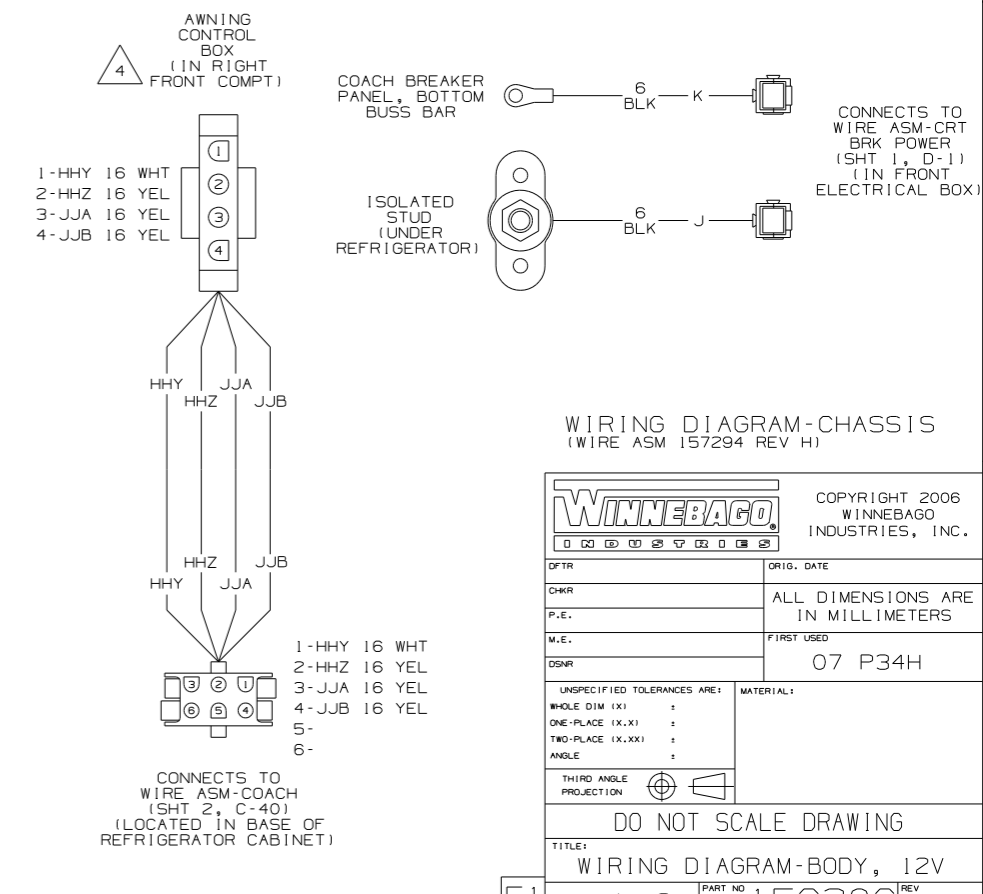 AWNING
CONTROL
BOX
(IN RIGHT
FRONT COMPT)
4
1-HHY 16 WHT
2-HHZ 16 YEL
3-JJA 16 YEL
4-JJB 16 YEL
1
2
3
4
COACH BREAKER
PANEL, BOTTOM
BUSS BAR
6
BLK
K
ISOLATED
STUD
(UNDER
REFRIGERATOR)
6
BLK
J
CONNECTS TO
WIRE ASM-CRT
BRK POWER
(SHT 1, D-1)
(IN FRONT
ELECTRICAL BOX)
HHY JJA
HHZ JJB
HHZ JJB
HHY JJA
3 2 1
6 5 4
1-HHY 16 WHT
2-HHZ 16 YEL
3-JJA 16 YEL
4-JJB 16 YEL
5-
6-
CONNECTS TO
WIRE ASM-COACH
(SHT 2, C-40)
(LOCATED IN BASE OF
REFRIGERATOR CABINET)
WIRING DIAGRAM-CHASSIS
(WIRE ASM 157294 REV H)
WINNEBAGO
INDUSTRIES
COPYRIGHT 2006
WINNEBAGO
INDUSTRIES, INC.
DFTR
ORIG. DATE
CHKR
ALL DIMENSIONS ARE
IN MILLIMETERS
P.E.
M.E.
FIRST USED
07 P34H
DSNR
UNSPECIFIED TOLERANCES ARE:
WHOLE DIM (X) ±
ONE-PLACE (X.X) ±
TWO-PLACE (X.XX) ±
ANGLE ±
MATERIAL:
THIRD ANGLE
PROJECTION
DO NOT SCALE DRAWING
TITLE:
WIRING DIAGRAM-BODY, 12V
PART NO
REV